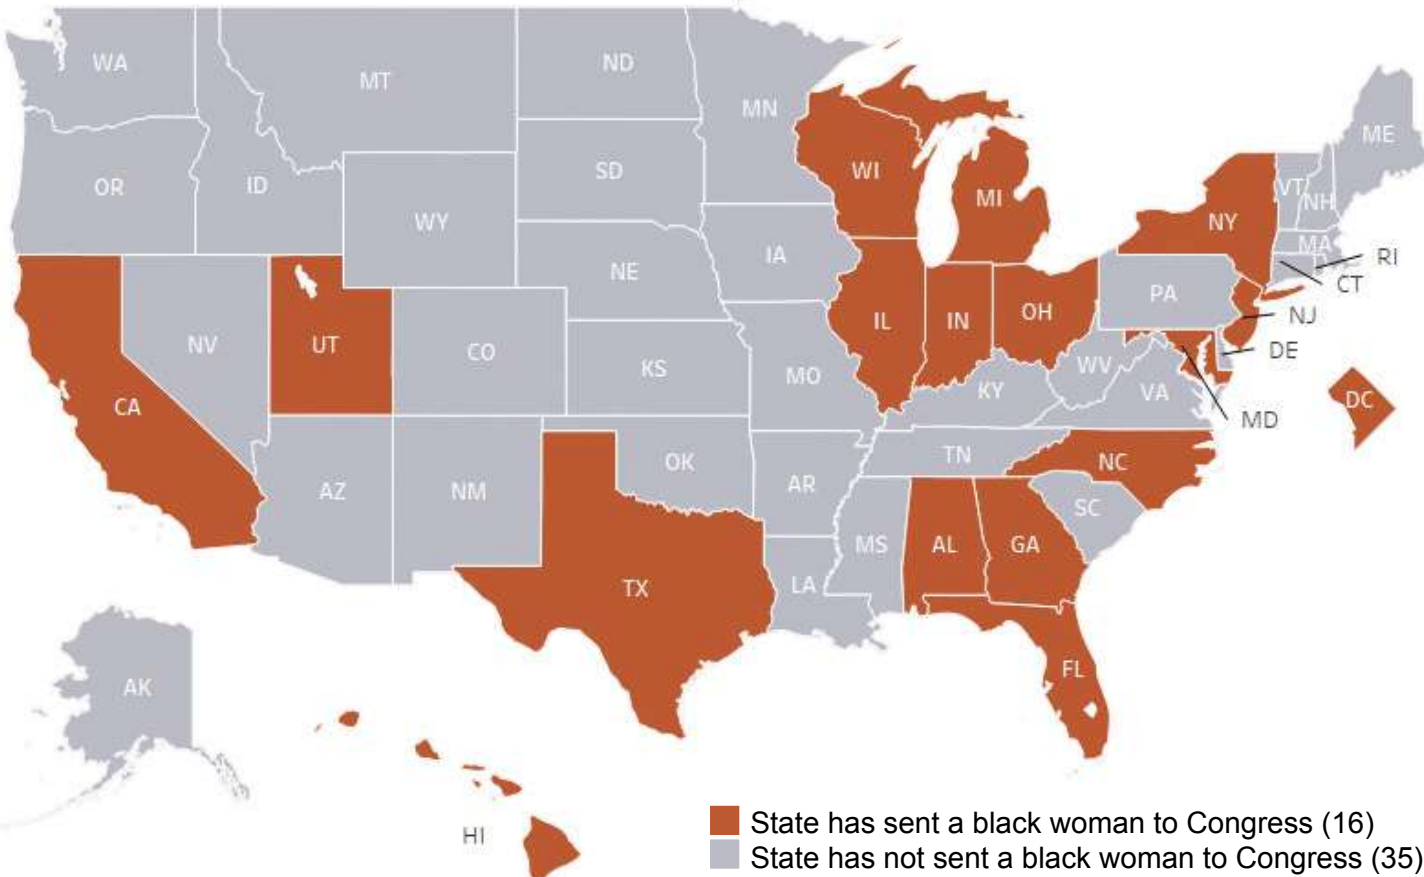 WA
MT
ND
MN
ME
OR
ID
SD
WI
MI
VT
NH
WY
NY
MA
RI
IA
NE
CT
PA
NJ
NV
UT
CO
IL
IN
OH
DE
KS
MO
WV
VA
CA
KY
DC
MD
AZ
NM
OK
TN
NC
AR
SC
MS
AL
GA
TX
LA
FL
AK
HI
State has sent a black woman to Congress (16)
State has not sent a black woman to Congress (35)